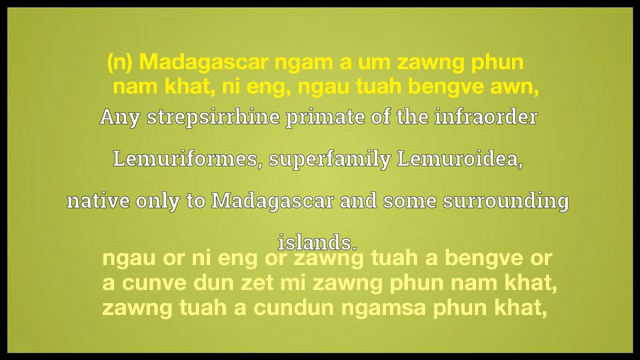 (n) Madagascar ngam a um zawng phun
nam khat, ni eng, ngau tuah bengve awn,
Any strepsirrhine primate of the infraorder
Lemuriformes, superfamily Lemuroidea,
native only to Madagascar and some surrounding
islands.
ngau or ni eng or zawng tuah a bengve or
a cunve dun zet mi zawng phun nam khat,
zawng tuah a cundun ngamsa phun khat,